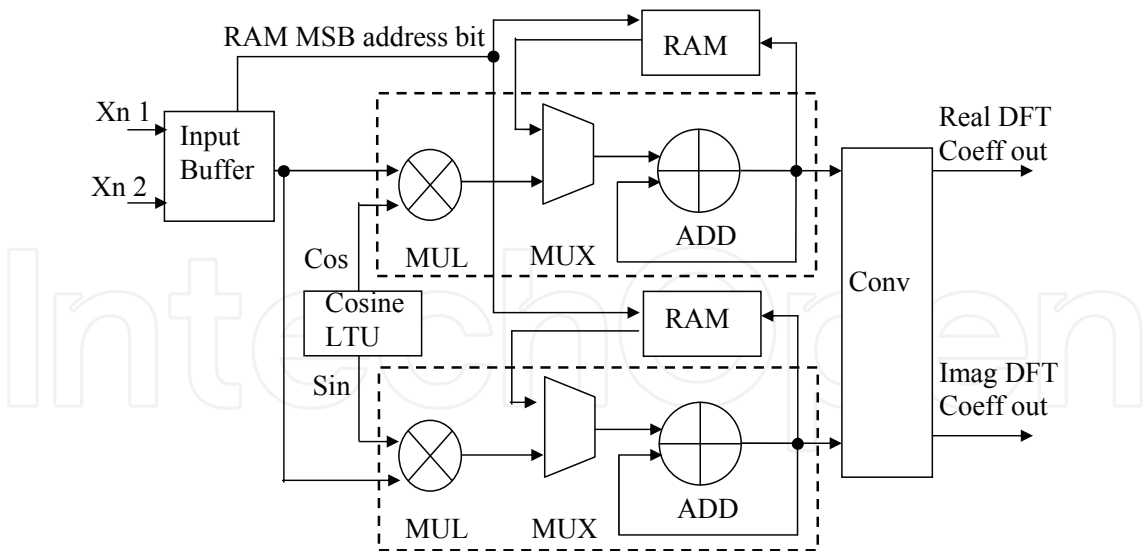 RAM MSB address bit
RAM
Xn 1
Xn 2
Input
Buffer
Real DFT
Coeff out
Cos
MUL
MUX
ADD
Conv
Cosine
LTU
RAM
Sin
Imag DFT
Coeff out
MUL
MUX
ADD
IntechOpen